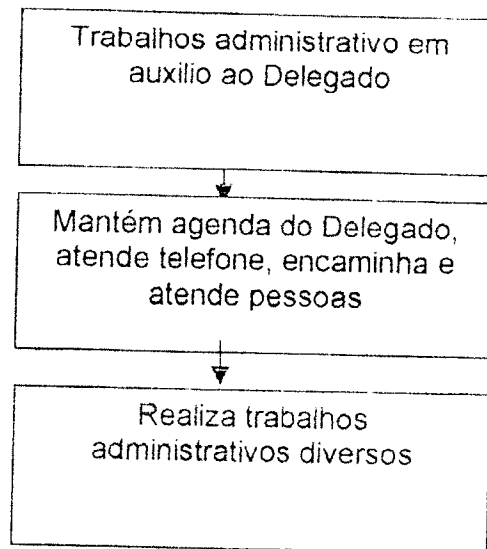 Trabalhos administrativo em
auxilio ao Delegado
Mantém agenda do Delegado,
atende telefone, encaminha e
atende pessoas
Realiza trabalhos
administrativos diversos